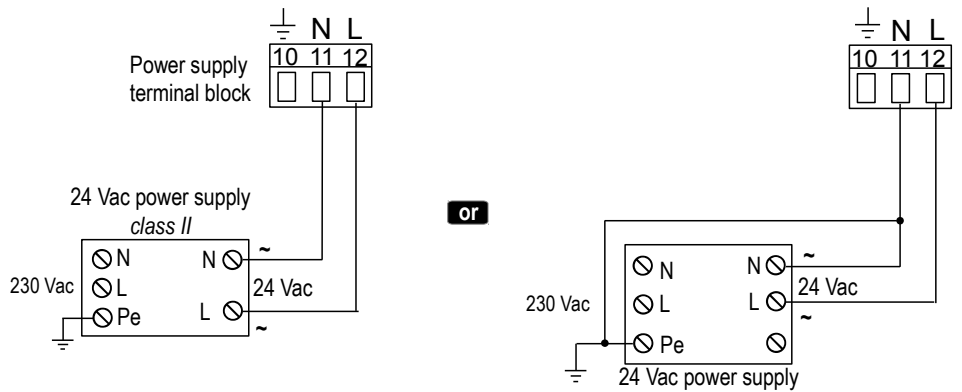 N L
10 11 12
Power supply
terminal block
24 Vac power supply
class II
N N ~
230 Vac L 24 Vac
Pe L ~
or
N L
10 11 12
N N ~
230 Vac L L 24 Vac
~
Pe
24 Vac power supply